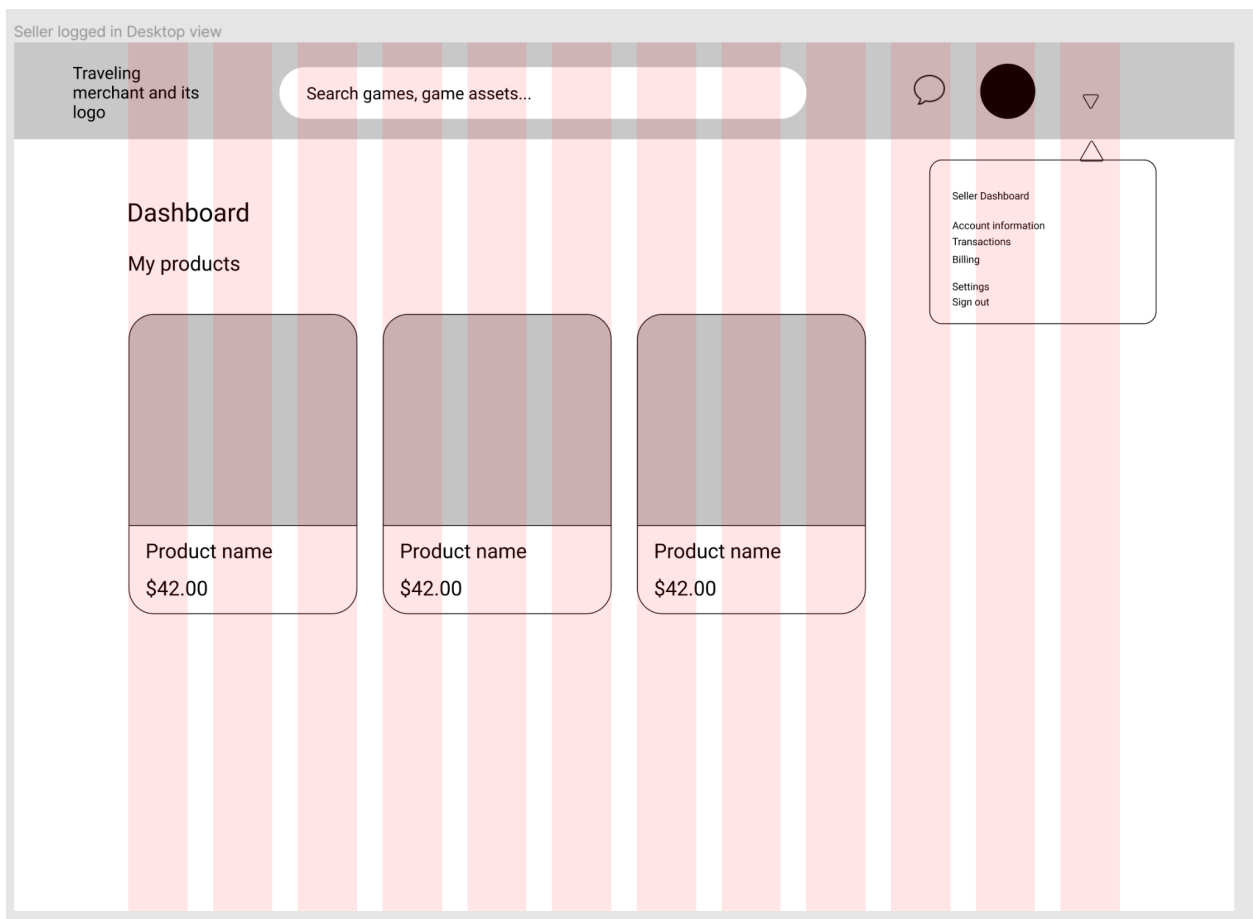 Seller logged in Desktop view
Traveling
merchant and its
logo
Search games, game assets...
Seller Dashboard
Account information
Transactions
Billing
Settings
Sign out
Dashboard
My products
Product name
$42.00
Product name
$42.00
Product name
$42.00